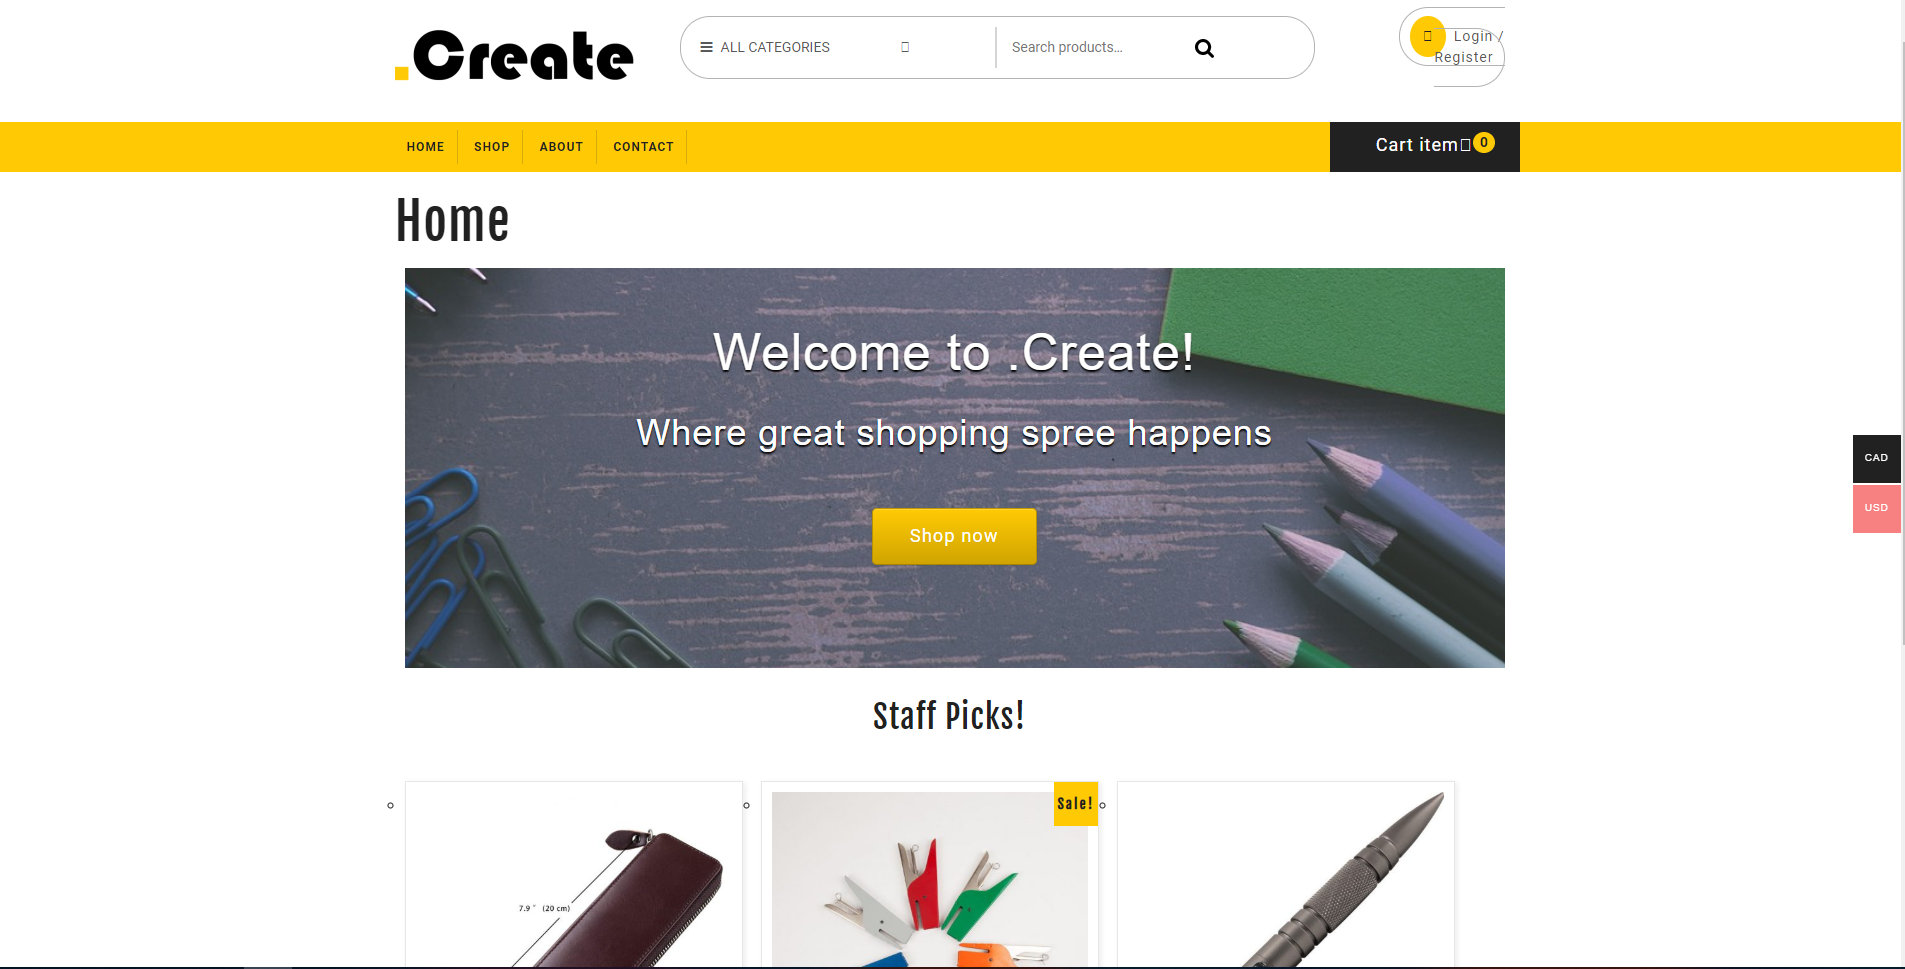 .Create
ALL CATEGORIES
Search products...
Login /
Register
HOME
SHOP
ABOUT
CONTACT
Cart item
0
Home
Welcome to .Create!
Where great shopping spree happens
Shop now
CAD
USD
Staff Picks!
Sale!
7.9 " (20 cm)